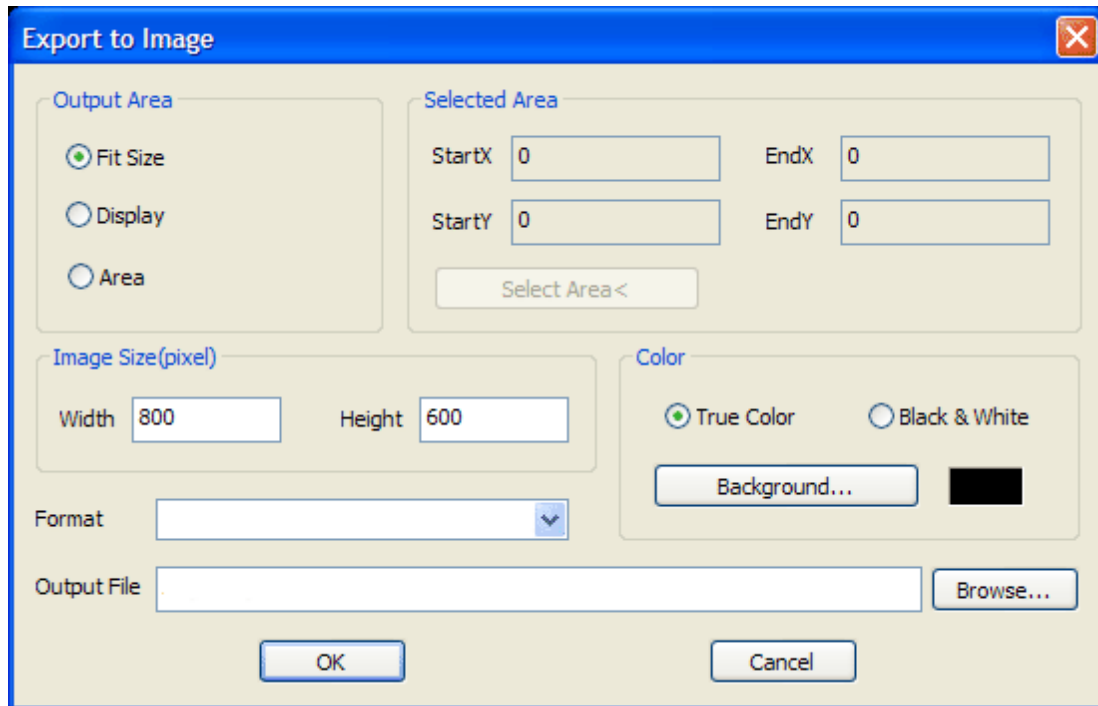 Export to Image
Output Area
Fit Size
Display
Area
Selected Area
StartX 0 EndX 0
StartY 0 EndY 0
Select Area<
Image Size(pixel)
Width 800 Height 600
Color
True Color Black & White
Background...
Format
Output File Browse...
OK Cancel